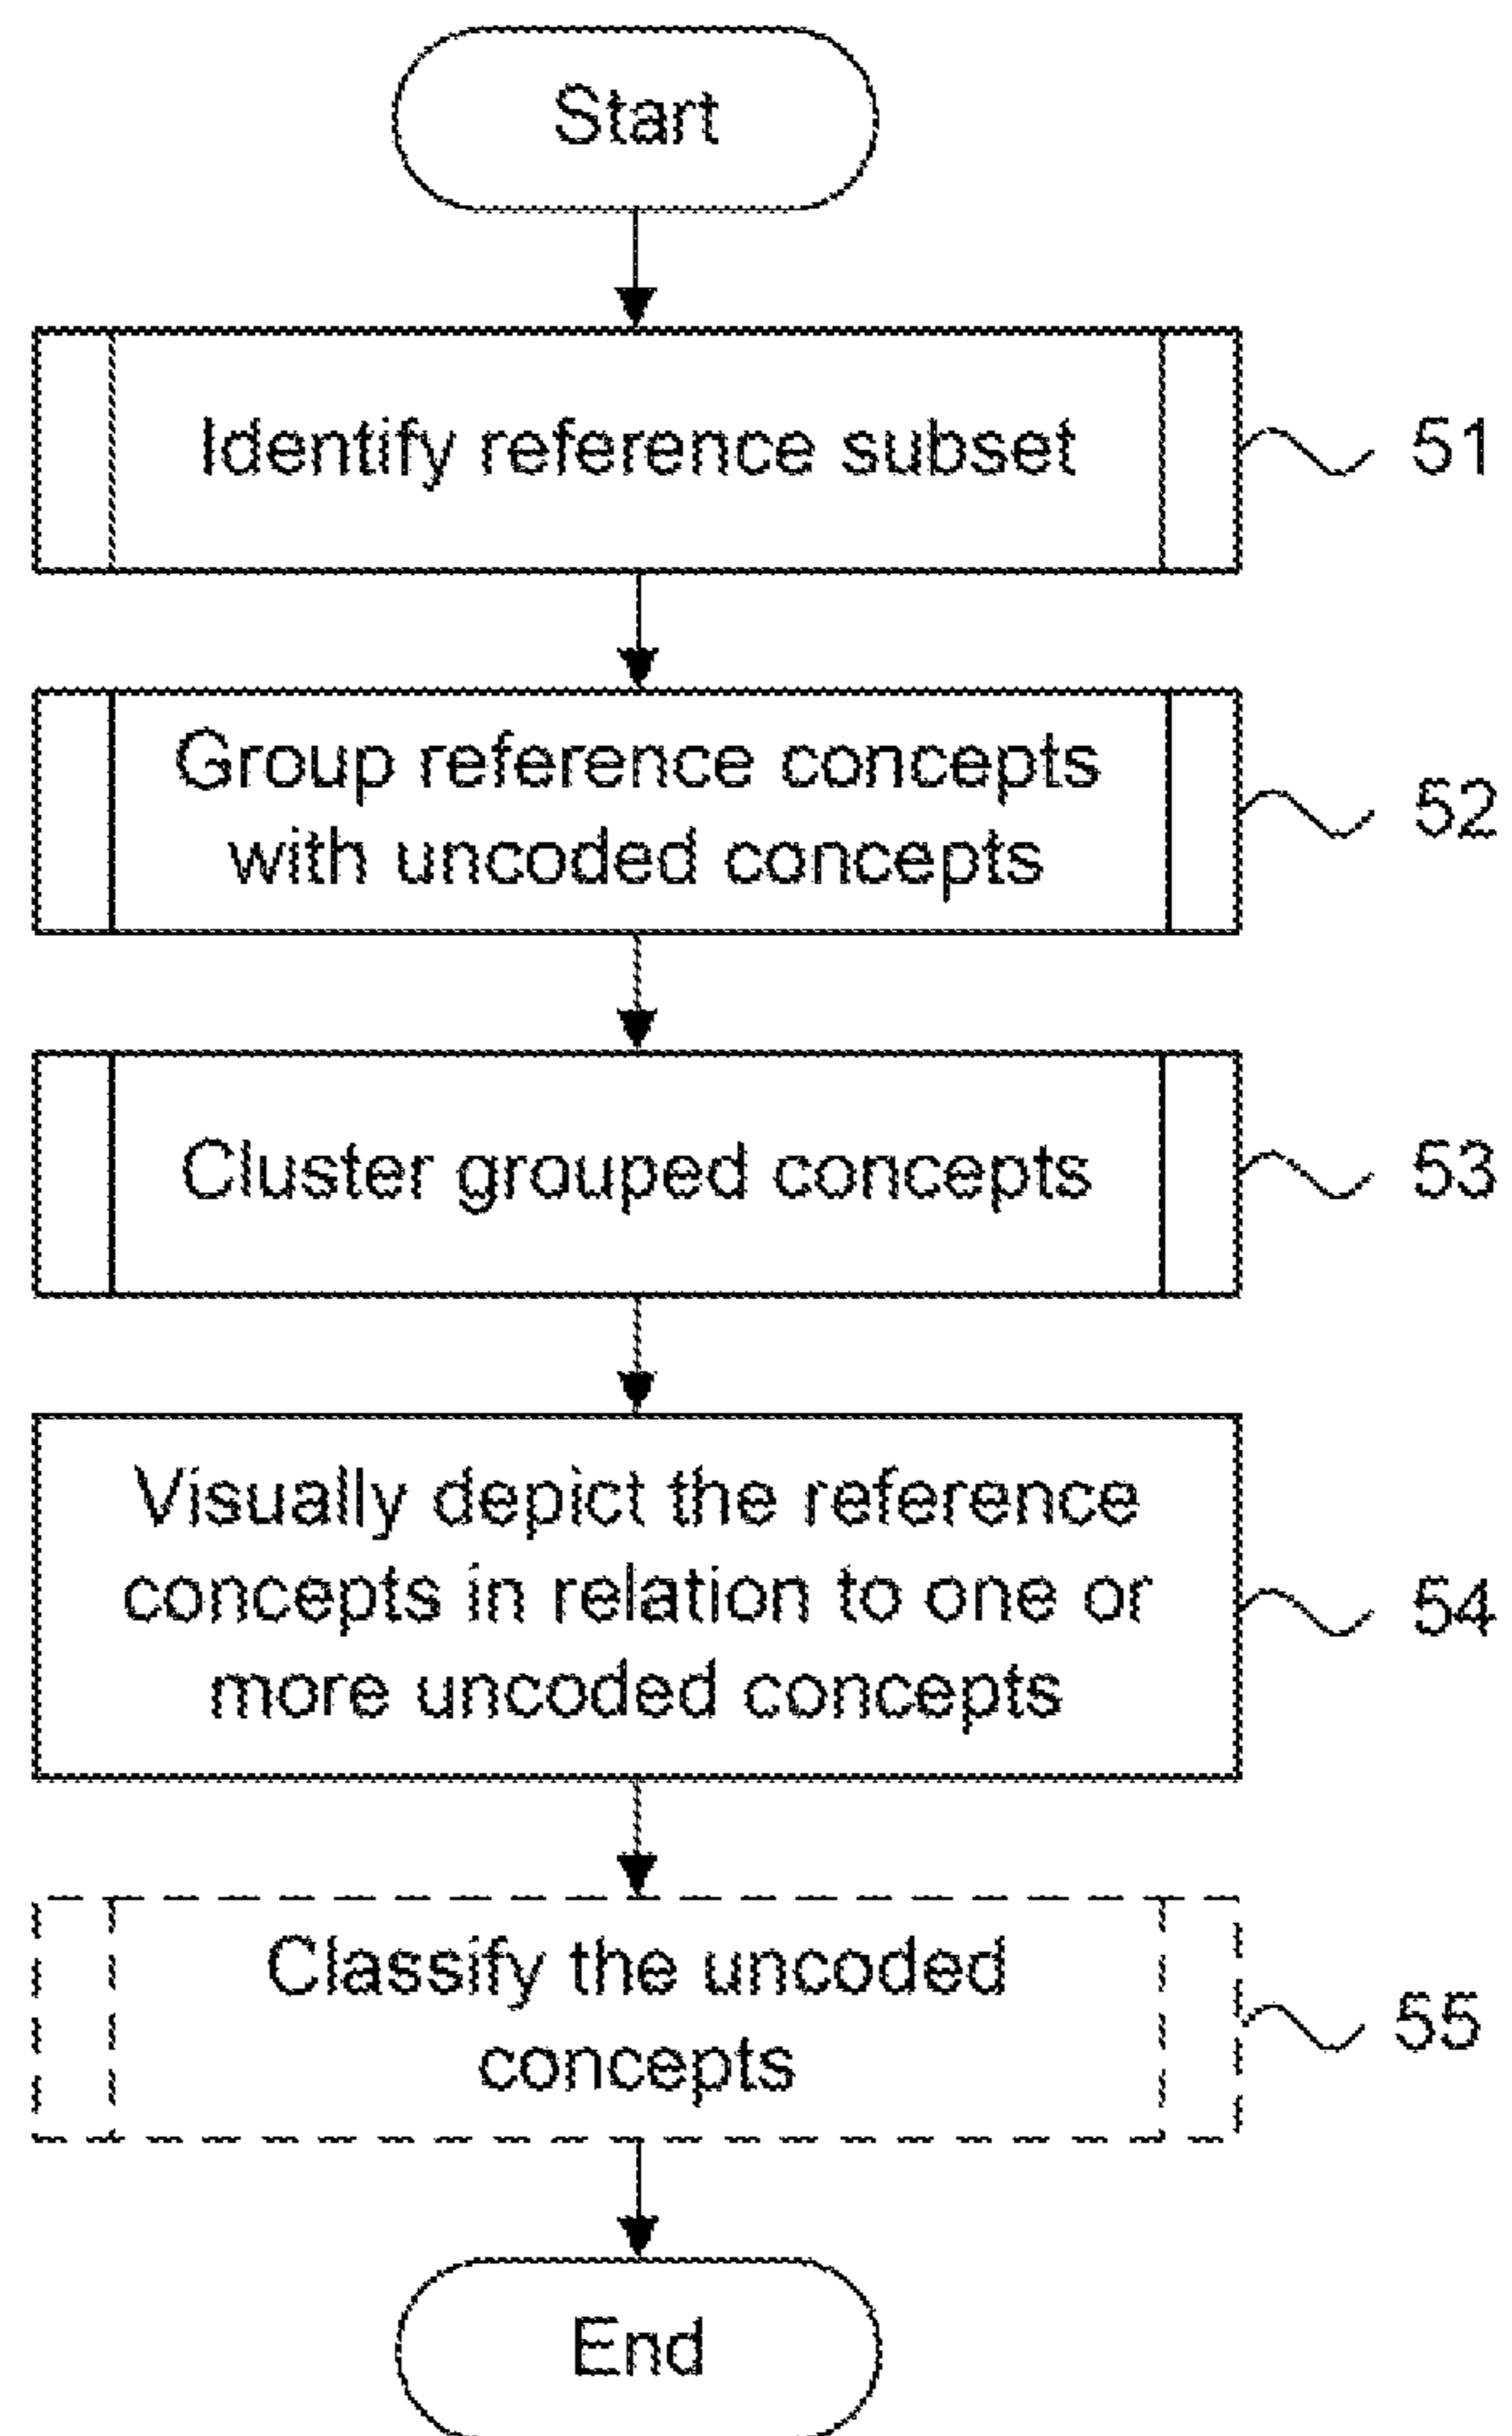 Start
Identify reference subset
51
Group reference concepts
with uncoded concepts
52
Cluster grouped concepts
53
Visually depict the reference
concepts in relation to one or
more uncoded concepts
54
Classify the uncoded
concepts
55
End